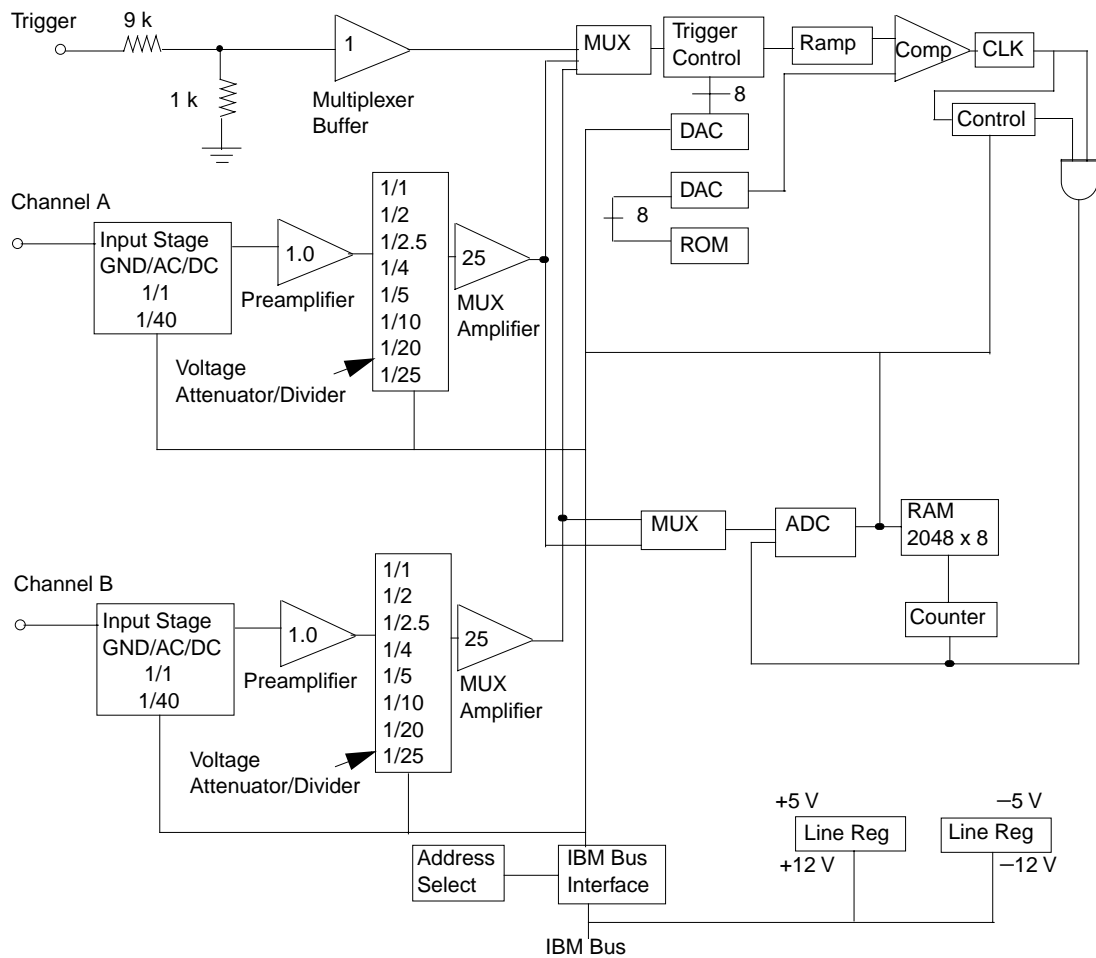 Trigger
9 k
1 k
1
Multiplexer
Buffer
MUX
Trigger
Control
8
DAC
Ramp
Comp
CLK
Control
DAC
8
ROM
Channel A
Input Stage
GND/AC/DC
1/1
1/40
1.0
Preamplifier
1/1
1/2
1/2.5
1/4
1/5
1/10
1/20
1/25
25
MUX
Amplifier
Voltage
Attenuator/Divider
MUX
ADC
RAM
2048 x 8
Counter
Channel B
Input Stage
GND/AC/DC
1/1
1/40
1.0
Preamplifier
1/1
1/2
1/2.5
1/4
1/5
1/10
1/20
1/25
25
MUX
Amplifier
Voltage
Attenuator/Divider
Address
Select
IBM Bus
Interface
IBM Bus
+5 V
Line Reg
+12 V
−5 V
Line Reg
−12 V